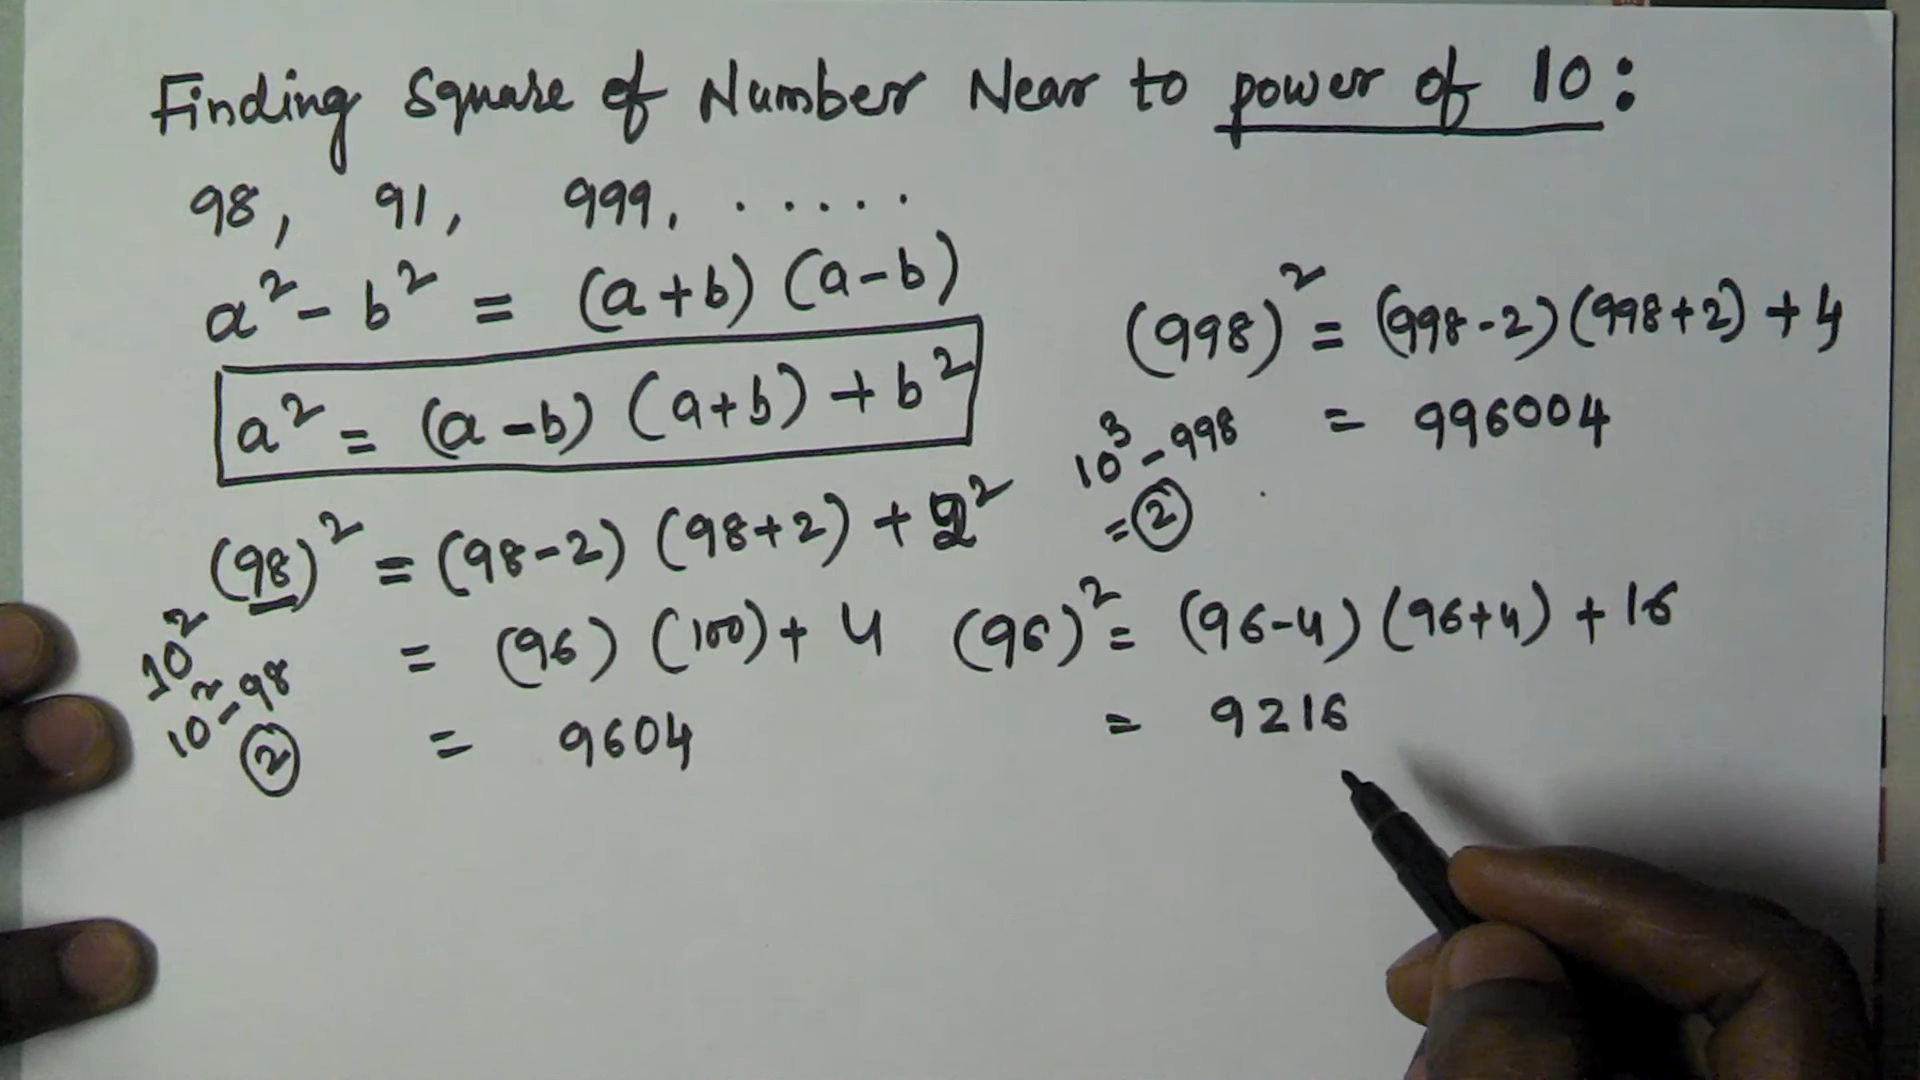 Finding Square of Number Near to power of 10:
98, 91, 999, . . . . .
a² - b² = (a+b) (a-b)
a² = (a-b) (a+b) + b²
(98)² = (98-2) (98+2) + 2²
10²
10² - 98
②
= (96) (100) + 4
= 9604
(998)² = (998-2)(998+2) + 4
10³ - 998
= ②
= 996004
(96)² = (96-4) (96+4) + 16
= 9216